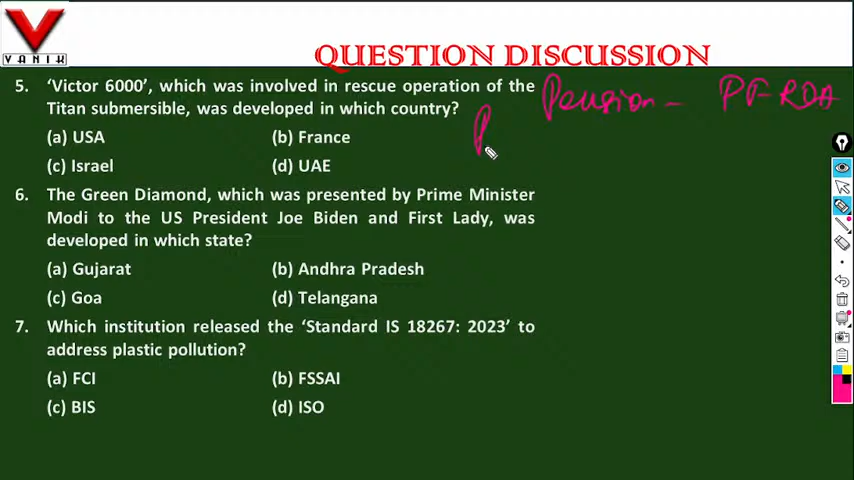 VANIK
QUESTION DISCUSSION
5. ‘Victor 6000’, which was involved in rescue operation of the
Titan submersible, was developed in which country?
(a) USA (b) France
(c) Israel (d) UAE
Pension - PFRDA
P
6. The Green Diamond, which was presented by Prime Minister
Modi to the US President Joe Biden and First Lady, was
developed in which state?
(a) Gujarat (b) Andhra Pradesh
(c) Goa (d) Telangana
7. Which institution released the ‘Standard IS 18267: 2023’ to
address plastic pollution?
(a) FCI (b) FSSAI
(c) BIS (d) ISO